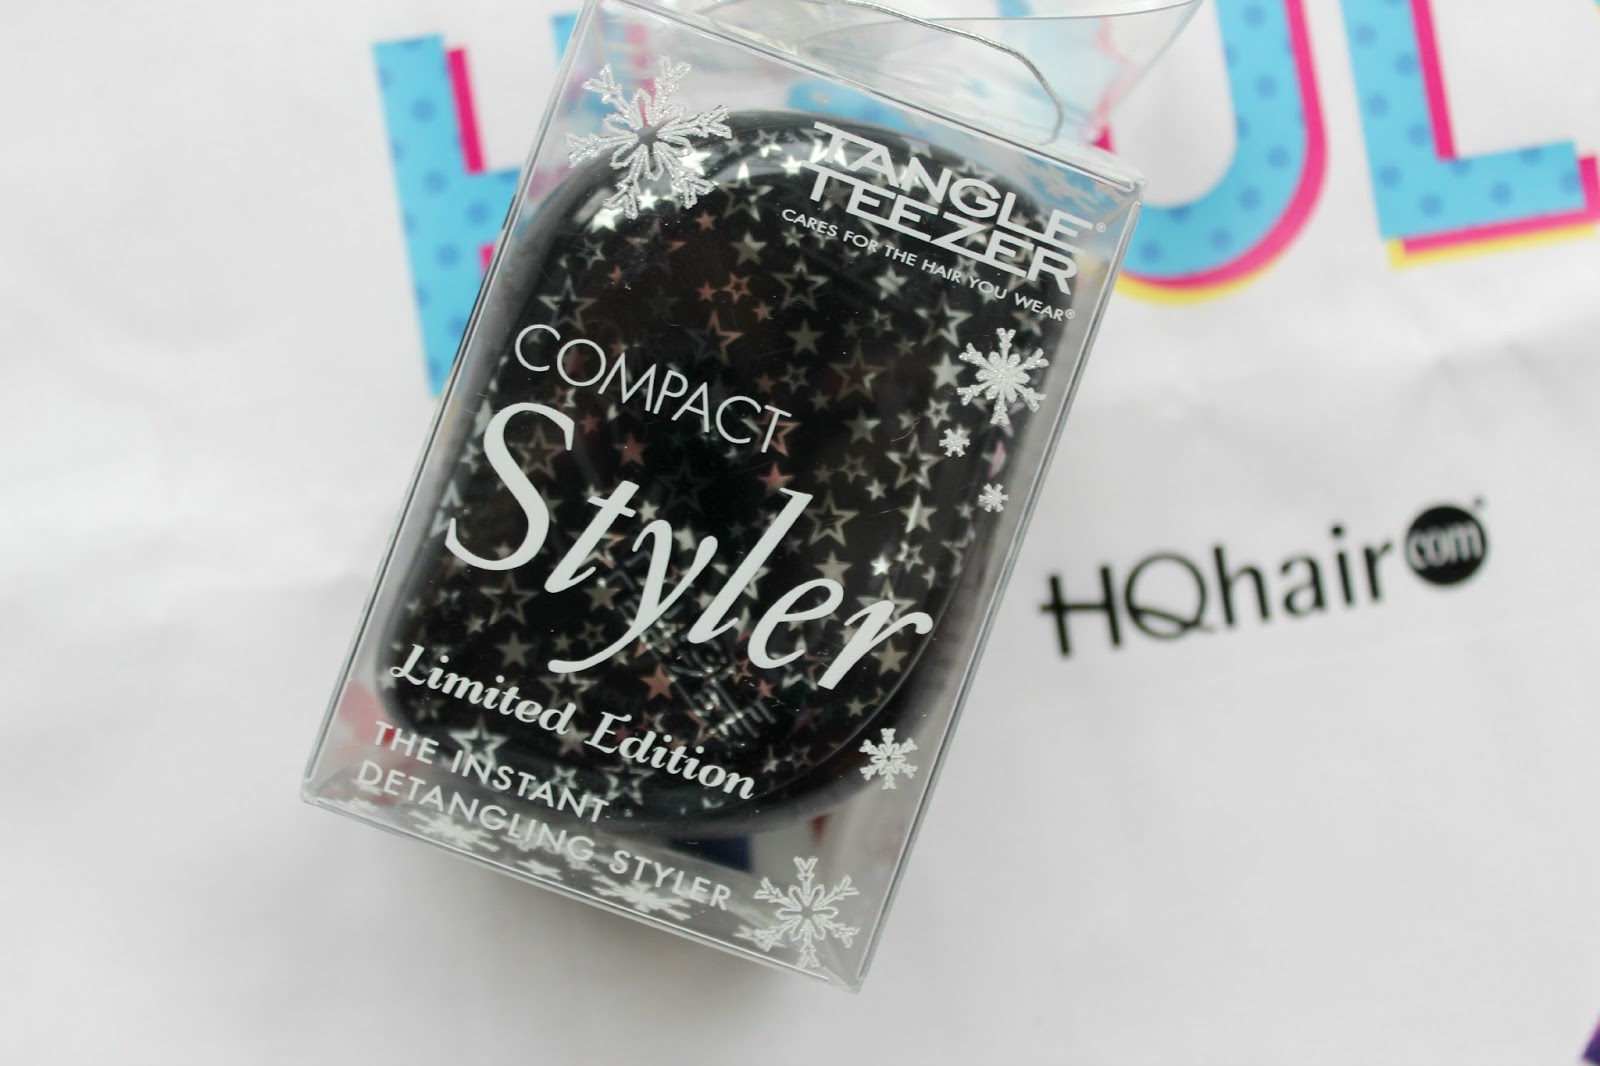 TANGLE
TEEZER®
CARES FOR THE HAIR YOU WEAR®
COMPACT
Styler
Limited Edition
THE INSTANT
DETANGLING STYLER
HQhair com